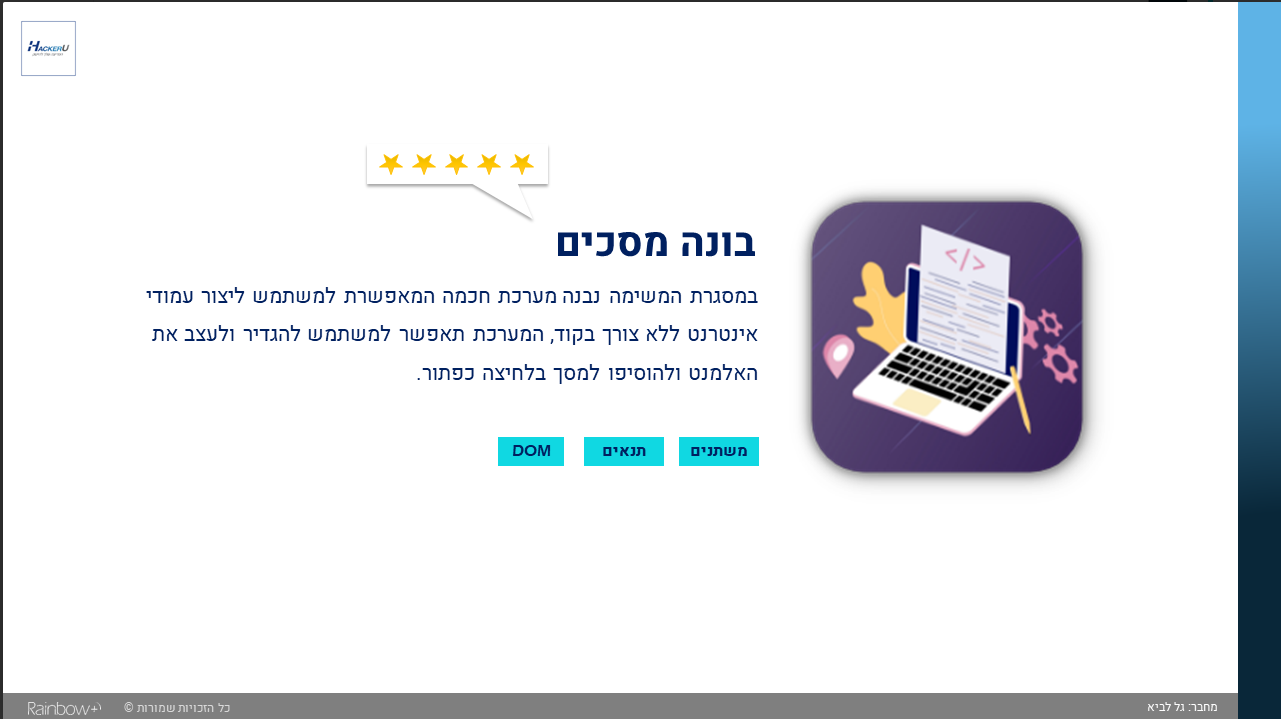 HACKERU
בונה מסכים
במסגרת המשימה נבנה מערכת חכמה המאפשרת למשתמש ליצור עמודי
אינטרנט ללא צורך בקוד, המערכת תאפשר למשתמש להגדיר ולעצב את
האלמנט ולהוסיפו למסך בלחיצה כפתור.
משתנים
תנאים
DOM
</>
מחבר: גל לביא
כל הזכויות שמורות ©
Rainbow+